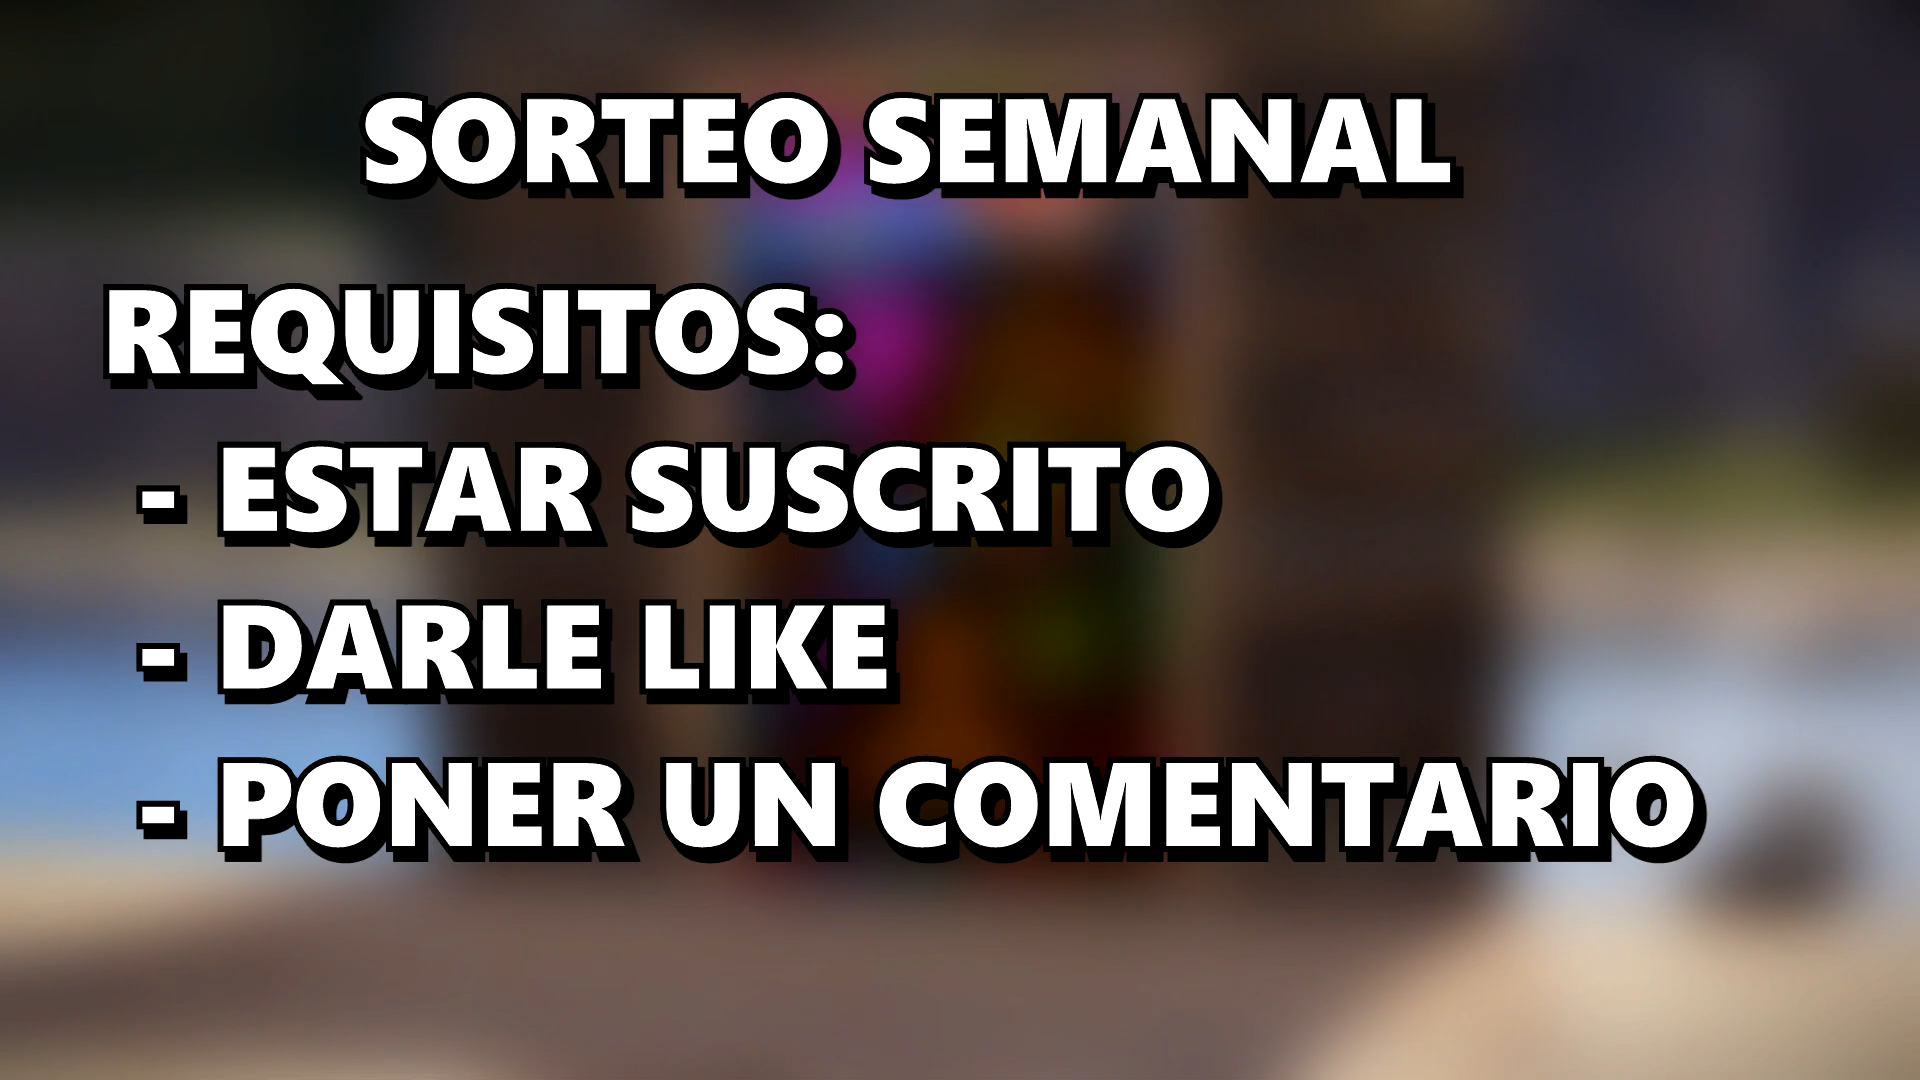 SORTEO SEMANAL
REQUISITOS:
- ESTAR SUSCRITO
- DARLE LIKE
- PONER UN COMENTARIO